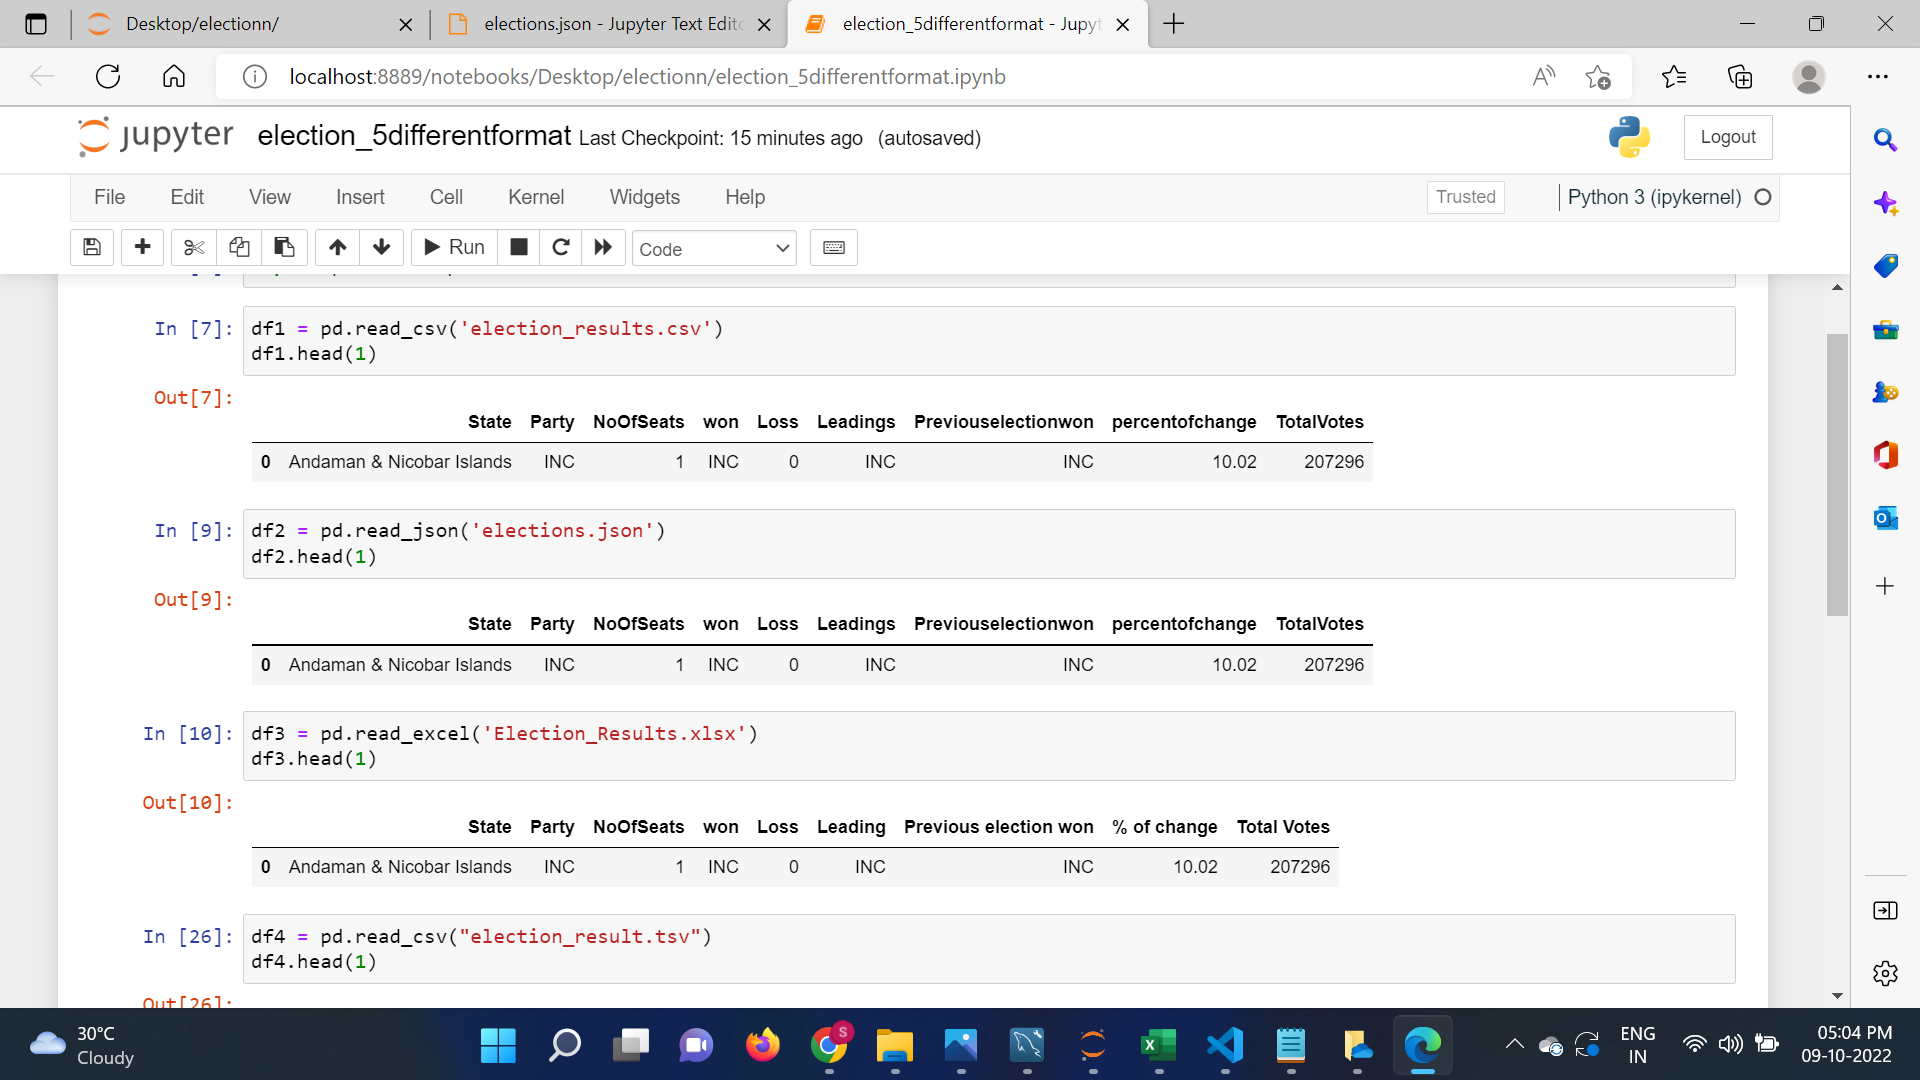 Desktop/electionn/
elections.json - Jupyter Text Edit
election_5differentformat - Jupyt
localhost:8889/notebooks/Desktop/electionn/election_5differentformat.ipynb
jupyter election_5differentformat Last Checkpoint: 15 minutes ago (autosaved)
Logout
File Edit View Insert Cell Kernel Widgets Help
Trusted
Python 3 (ipykernel)
Run
Code
In [7]: df1 = pd.read_csv('election_results.csv')
df1.head(1)
Out[7]:
State Party NoOfSeats won Loss Leadings Previouselectionwon percentofchange TotalVotes
0 Andaman & Nicobar Islands INC 1 INC 0 INC INC 10.02 207296
In [9]: df2 = pd.read_json('elections.json')
df2.head(1)
Out[9]:
State Party NoOfSeats won Loss Leadings Previouselectionwon percentofchange TotalVotes
0 Andaman & Nicobar Islands INC 1 INC 0 INC INC 10.02 207296
In [10]: df3 = pd.read_excel('Election_Results.xlsx')
df3.head(1)
Out[10]:
State Party NoOfSeats won Loss Leading Previous election won % of change Total Votes
0 Andaman & Nicobar Islands INC 1 INC 0 INC INC 10.02 207296
In [26]: df4 = pd.read_csv("election_result.tsv")
df4.head(1)
Out[26]:
30°C
Cloudy
S
ENG
IN
05:04 PM
09-10-2022